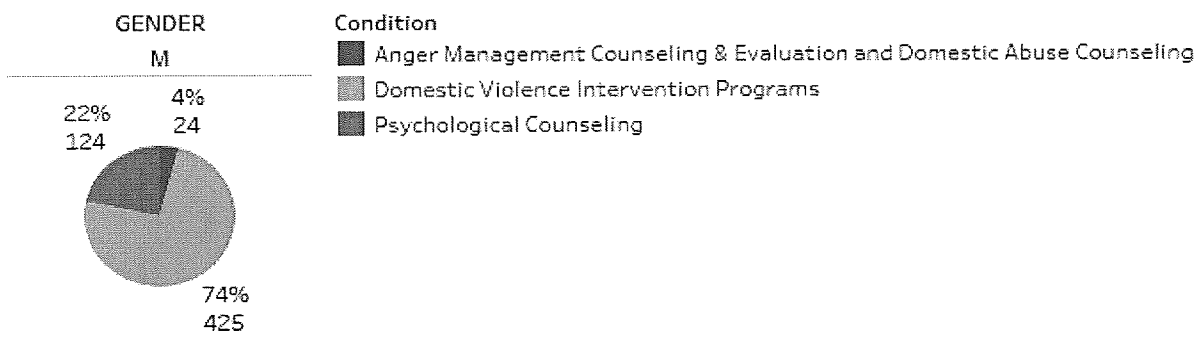 GENDER
M
Condition
Anger Management Counseling & Evaluation and Domestic Abuse Counseling
Domestic Violence Intervention Programs
Psychological Counseling
22%
124
4%
24
74%
425